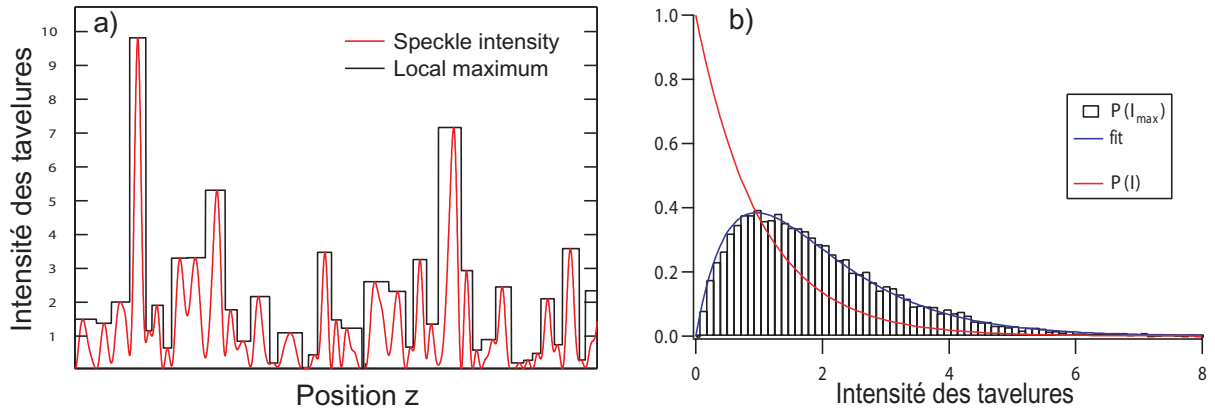 a)
Intensité des tavelures
10
9
8
7
6
5
4
3
2
1
Speckle intensity
Local maximum
Position z
b)
1.0
0.8
0.6
0.4
0.2
0.0
P(Imax)
fit
P(I)
0 2 4 6 8
Intensité des tavelures